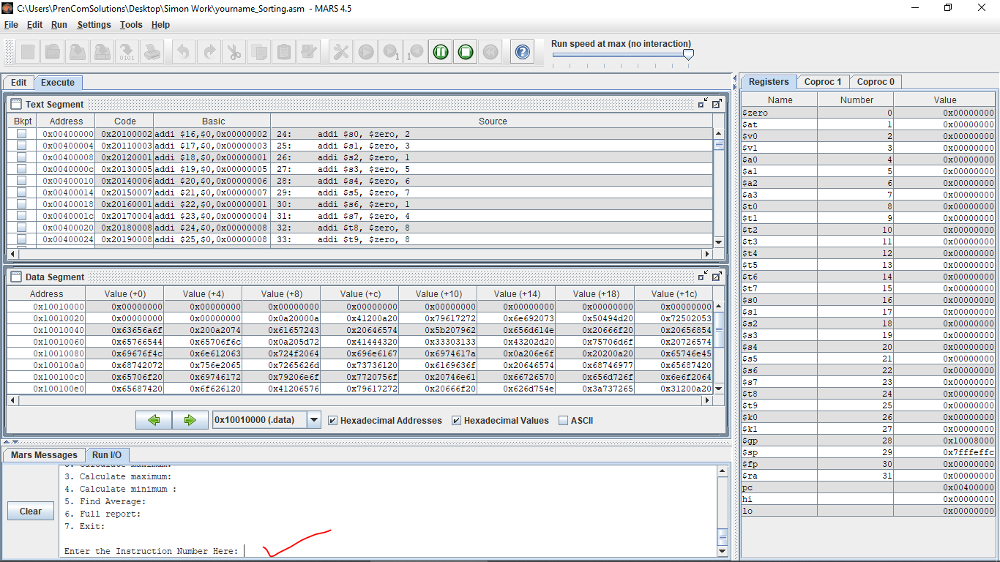 C:\Users\PrenComSolutions\Desktop\Simon Work\yourname_Sorting.asm - MARS 4.5
File Edit Run Settings Tools Help
Run speed at max (no interaction)
Edit Execute
Text Segment
Bkpt Address Code Basic Source
0x00400000 0x20100002 addi $16,$0,0x00000002 24: addi $s0, $zero, 2
0x00400004 0x20110003 addi $17,$0,0x00000003 25: addi $s1, $zero, 3
0x00400008 0x20120001 addi $18,$0,0x00000001 26: addi $s2, $zero, 1
0x0040000c 0x20130005 addi $19,$0,0x00000005 27: addi $s3, $zero, 5
0x00400010 0x20140006 addi $20,$0,0x00000006 28: addi $s4, $zero, 6
0x00400014 0x20150007 addi $21,$0,0x00000007 29: addi $s5, $zero, 7
0x00400018 0x20160001 addi $22,$0,0x00000001 30: addi $s6, $zero, 1
0x0040001c 0x20170004 addi $23,$0,0x00000004 31: addi $s7, $zero, 4
0x00400020 0x20180008 addi $24,$0,0x00000008 32: addi $t8, $zero, 8
0x00400024 0x20190008 addi $25,$0,0x00000008 33: addi $t9, $zero, 8
Data Segment
Address Value (+0) Value (+4) Value (+8) Value (+c) Value (+10) Value (+14) Value (+18) Value (+1c)
0x10010000 0x00000000 0x00000000 0x00000000 0x00000000 0x00000000 0x00000000 0x00000000 0x00000000
0x10010020 0x00000000 0x00000000 0x0a20000a 0x41200a20 0x79617272 0x6e692073 0x50494d20 0x72502053
0x10010040 0x63656a6f 0x200a2074 0x61657243 0x20646574 0x5b207962 0x656d614e 0x20666f20 0x20656854
0x10010060 0x65766544 0x65706f6c 0x0a205d72 0x41444320 0x33303133 0x43202d20 0x75706d6f 0x20726574
0x10010080 0x69676f4c 0x6e612063 0x724f2064 0x696e6167 0x6974617a 0x0a206e6f 0x20200a20 0x65746e45
0x100100a0 0x68742072 0x756e2065 0x7265626d 0x73736120 0x6169636f 0x20646574 0x68746977 0x65687420
0x100100c0 0x65706f20 0x69746172 0x79206e6f 0x7720756f 0x20746e61 0x66726570 0x656d726f 0x6e6f2064
0x100100e0 0x65687420 0x6f626120 0x41206576 0x79617272 0x20666f20 0x626d754e 0x3a737265 0x31200a20
0x10010000 (.data) Hexadecimal Addresses Hexadecimal Values ASCII
Mars Messages Run I/O
3. Calculate maximum:
4. Calculate minimum :
5. Find Average:
6. Full report:
7. Exit:
Enter the Instruction Number Here:
Clear
Registers Coproc 1 Coproc 0
Name Number Value
$zero 0 0x00000000
$at 1 0x00000000
$v0 2 0x00000000
$v1 3 0x00000000
$a0 4 0x00000000
$a1 5 0x00000000
$a2 6 0x00000000
$a3 7 0x00000000
$t0 8 0x00000000
$t1 9 0x00000000
$t2 10 0x00000000
$t3 11 0x00000000
$t4 12 0x00000000
$t5 13 0x00000000
$t6 14 0x00000000
$t7 15 0x00000000
$s0 16 0x00000000
$s1 17 0x00000000
$s2 18 0x00000000
$s3 19 0x00000000
$s4 20 0x00000000
$s5 21 0x00000000
$s6 22 0x00000000
$s7 23 0x00000000
$t8 24 0x00000000
$t9 25 0x00000000
$k0 26 0x00000000
$k1 27 0x00000000
$gp 28 0x10008000
$sp 29 0x7fffeffc
$fp 30 0x00000000
$ra 31 0x00000000
pc 0x00400000
hi 0x00000000
lo 0x00000000